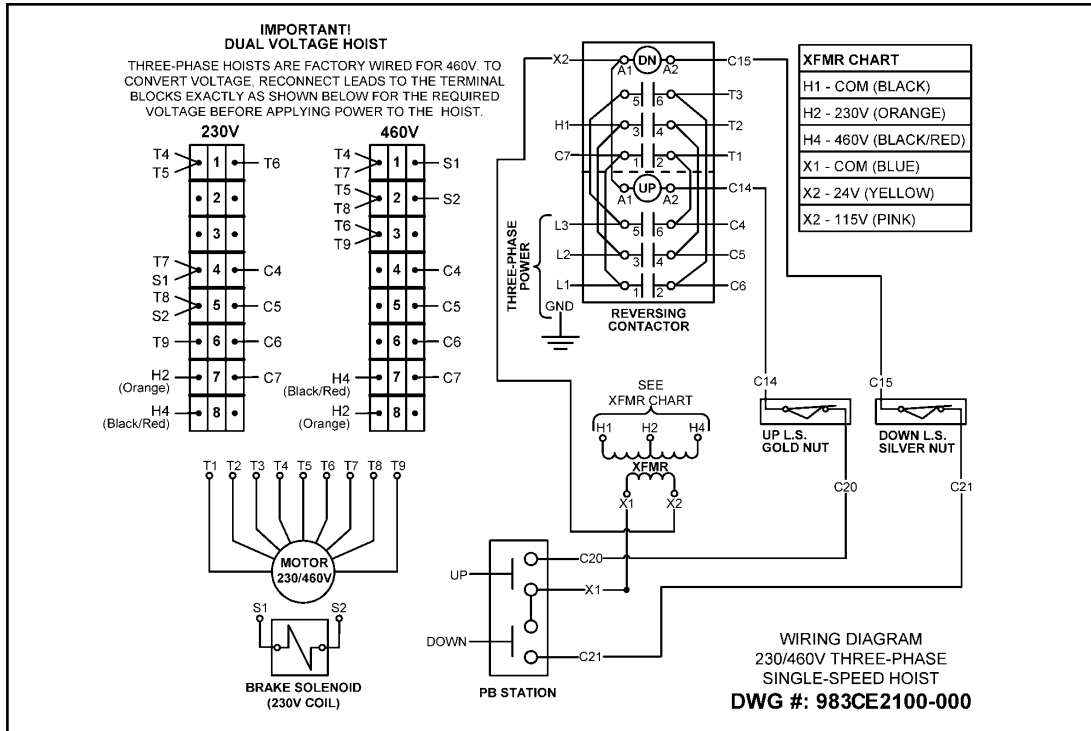 IMPORTANT!
DUAL VOLTAGE HOIST
THREE-PHASE HOISTS ARE FACTORY WIRED FOR 460V. TO
CONVERT VOLTAGE, RECONNECT LEADS TO THE TERMINAL
BLOCKS EXACTLY AS SHOWN BELOW FOR THE REQUIRED
VOLTAGE BEFORE APPLYING POWER TO THE HOIST.
230V
T4
T5
1
T6
2
3
T7
S1
4
C4
T8
S2
5
C5
T9
6
C6
H2
(Orange)
7
C7
H4
(Black/Red)
8
460V
T4
T7
1
S1
T5
T8
2
S2
T6
T9
3
4
C4
5
C5
6
C6
H4
(Black/Red)
7
C7
H2
(Orange)
8
X2
A1
DN
A2
C15
5
6
T3
H1
3
4
T2
C7
1
2
T1
A1
UP
A2
C14
THREE-PHASE
POWER
L3
5
6
C4
L2
3
4
C5
L1
1
2
C6
GND
REVERSING
CONTACTOR
XFMR CHART
H1 - COM (BLACK)
H2 - 230V (ORANGE)
H4 - 460V (BLACK/RED)
X1 - COM (BLUE)
X2 - 24V (YELLOW)
X2 - 115V (PINK)
C14
C15
UP L.S.
GOLD NUT
DOWN L.S.
SILVER NUT
C20
C21
SEE
XFMR CHART
H1 H2 H4
XFMR
X1 X2
T1 T2 T3 T4 T5 T6 T7 T8 T9
MOTOR
230/460V
S1 S2
BRAKE SOLENOID
(230V COIL)
UP
DOWN
C20
X1
C21
PB STATION
WIRING DIAGRAM
230/460V THREE-PHASE
SINGLE-SPEED HOIST
DWG #: 983CE2100-000